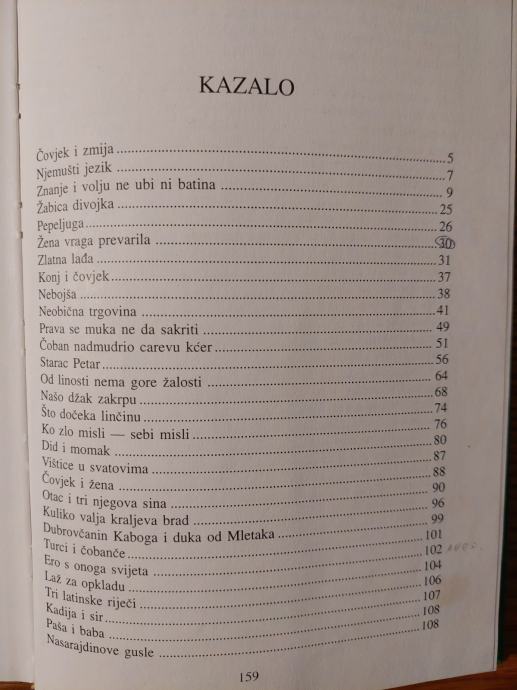 KAZALO
Čovjek i zmija ........ 5
Njemušti jezik ........ 7
Znanje i volju ne ubi ni batina ........ 9
Žabica divojka ........ 25
Pepeljuga ........ 26
Žena vraga prevarila ........ 30
Zlatna lađa ........ 31
Konj i čovjek ........ 37
Nebojša ........ 38
Neobična trgovina ........ 41
Prava se muka ne da sakriti ........ 49
Čoban nadmudrio carevu kćer ........ 51
Starac Petar ........ 56
Od linosti nema gore žalosti ........ 64
Našo džak zakrpu ........ 68
Što dočeka linčinu ........ 74
Ko zlo misli — sebi misli ........ 76
Did i momak ........ 80
Vištice u svatovima ........ 87
Čovjek i žena ........ 88
Otac i tri njegova sina ........ 90
Kuliko valja kraljeva brad ........ 96
Dubrovčanin Kaboga i duka od Mletaka ........ 99
Turci i čobanče ........ 101
Ero s onoga svijeta ........ 102
Laž za opkladu ........ 104
Tri latinske riječi ........ 106
Kadija i sir ........ 107
Paša i baba ........ 108
Nasarajdinove gusle ........ 108
159